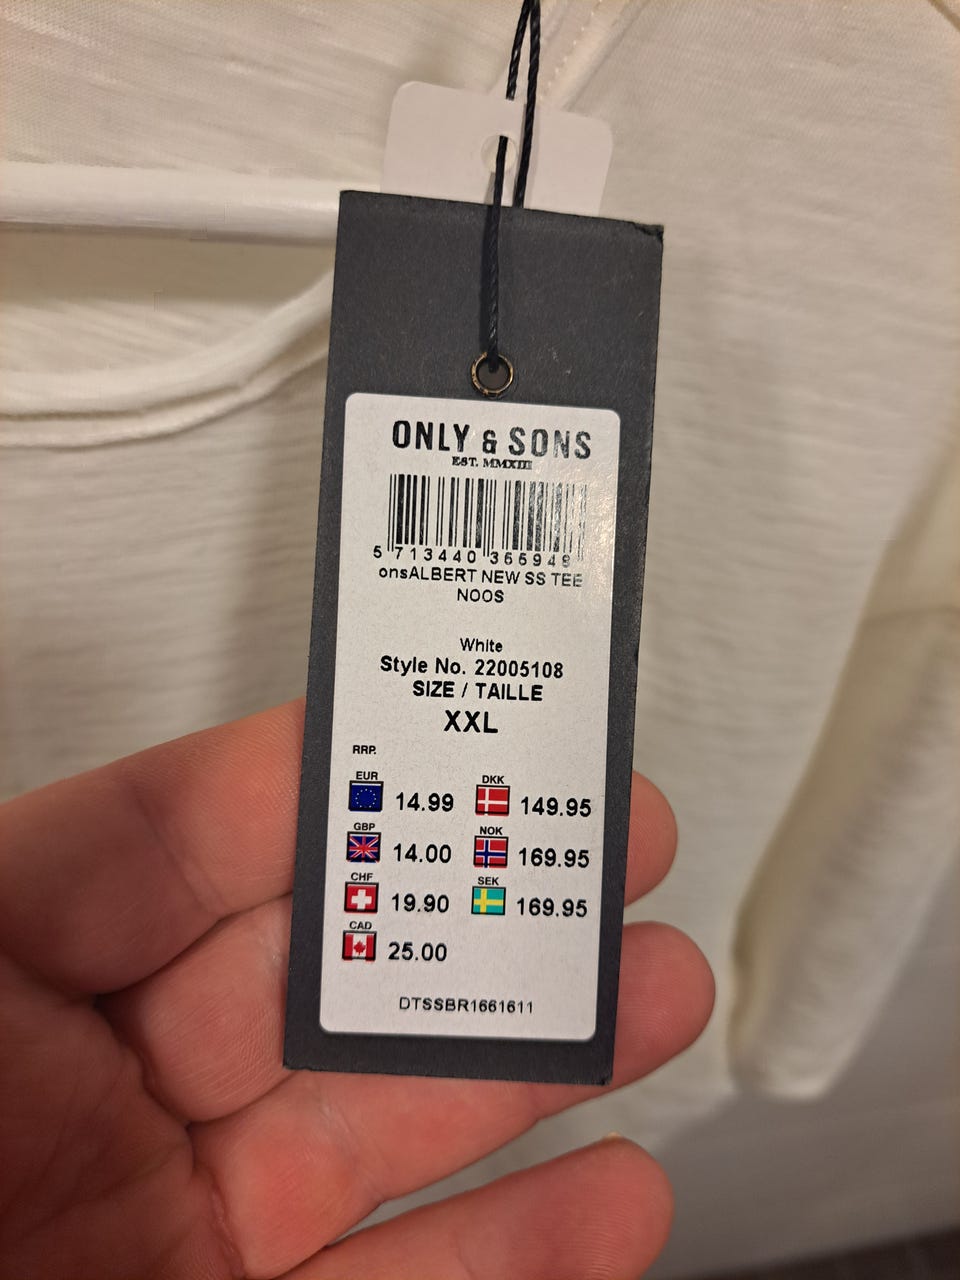 ONLY & SONS
EST. MMXIII
5 713440 366948
onsALBERT NEW SS TEE
NOOS
White
Style No. 22005108
SIZE / TAILLE
XXL
RRP.
EUR 14.99 DKK 149.95
GBP 14.00 NOK 169.95
CHF 19.90 SEK 169.95
CAD 25.00
DTSSBR1661611